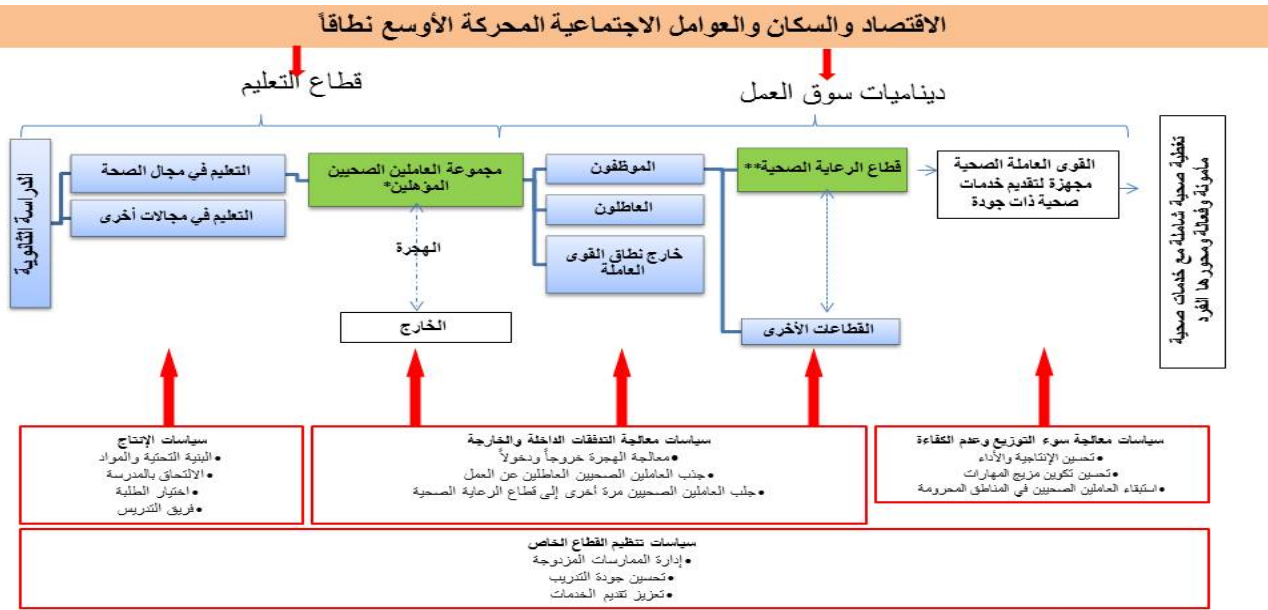 الاقتصاد والسكان والعوامل الاجتماعية المحركة الأوسع نطاقاً
قطاع التعليم
ديناميات سوق العمل
الدراسة الثانوية
التعليم في مجال الصحة
التعليم في مجالات أخرى
مجموعة العاملين الصحيين
المؤهلين*
الهجرة
الخارج
الموظفون
العاطلون
خارج نطاق القوى
العاملة
قطاع الرعاية الصحية**
القطاعات الأخرى
القوى العاملة الصحية
مجهزة لتقديم خدمات
صحية ذات جودة
تغطية صحية شاملة مع خدمات صحية
مأمونة وفعالة ومحورها الفرد
سياسات الإنتاج
•البنية التحتية والمواد
•الالتحاق بالمدرسة
•اختيار الطلبة
•فريق التدريس
سياسات معالجة التدفقات الداخلة والخارجة
•معالجة الهجرة خروجاً ودخولاً
•جذب العاملين الصحيين العاطلين عن العمل
•جلب العاملين الصحيين مرة أخرى إلى قطاع الرعاية الصحية
سياسات معالجة سوء التوزيع وعدم الكفاءة
•تحسين الإنتاجية والأداء
•تحسين تكوين مزيج المهارات
•استبقاء العاملين الصحيين في المناطق المحرومة
سياسات تنظيم القطاع الخاص
•إدارة الممارسات المزدوجة
•تحسين جودة التدريب
•تعزيز تقديم الخدمات